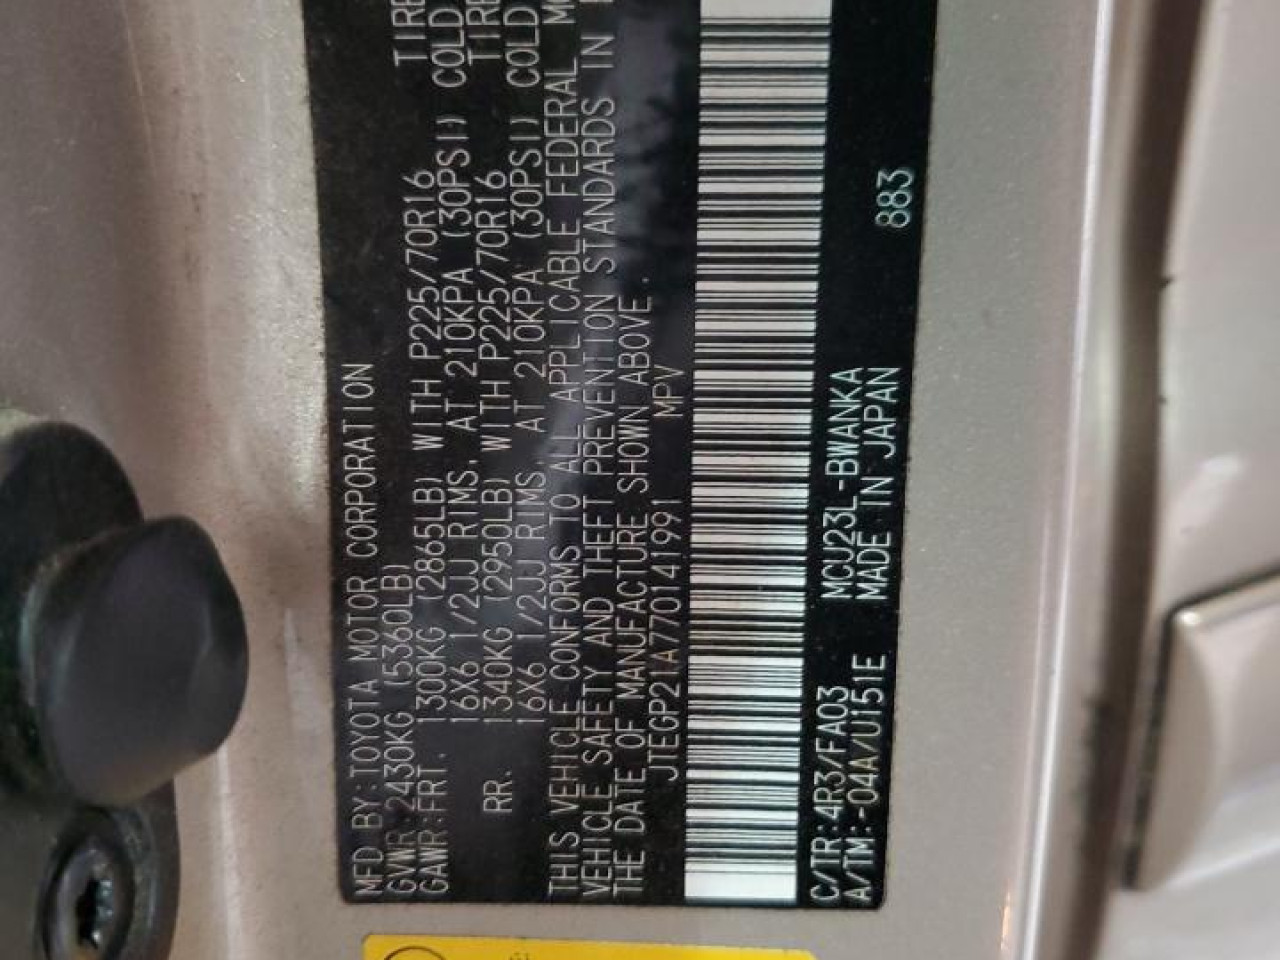 MFD BY:TOYOTA MOTOR CORPORATION
GVWR:2430KG (5360LB)
GAWR:FRT. 1300KG (2865LB) WITH P225/70R16 TIRE
16X6 1/2JJ RIMS, AT 210KPA (30PSI) COLD
RR. 1340KG (2950LB) WITH P225/70R16 TIRE
16X6 1/2JJ RIMS, AT 210KPA (30PSI) COLD
THIS VEHICLE CONFORMS TO ALL APPLICABLE FEDERAL
VEHICLE SAFETY AND THEFT PREVENTION STANDARDS IN
THE DATE OF MANUFACTURE SHOWN ABOVE.
JTEGP21A770141991 MPV
C/TR:4R3/FA03 MCU23L-BWANKA
A/TM:-04A/U151E MADE IN JAPAN 883